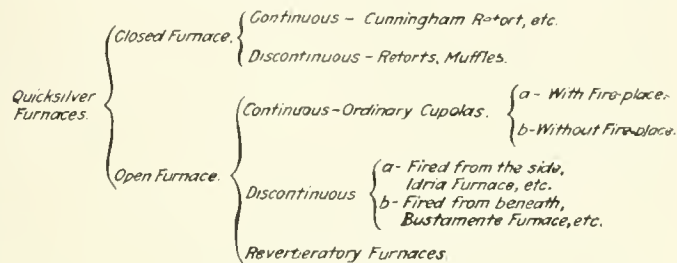 Quicksilver
Furnaces.
Closed Furnace.
Continuous - Cunningham Retort, etc.
Discontinuous - Retorts, Muffles.
Open Furnace.
Continuous - Ordinary Cupolas.
a - With Fire-place.
b - Without Fire-place.
Discontinuous
a - Fired from the side,
Idria Furnace, etc.
b - Fired from beneath,
Bustamente Furnace, etc.
Reverberatory Furnaces.